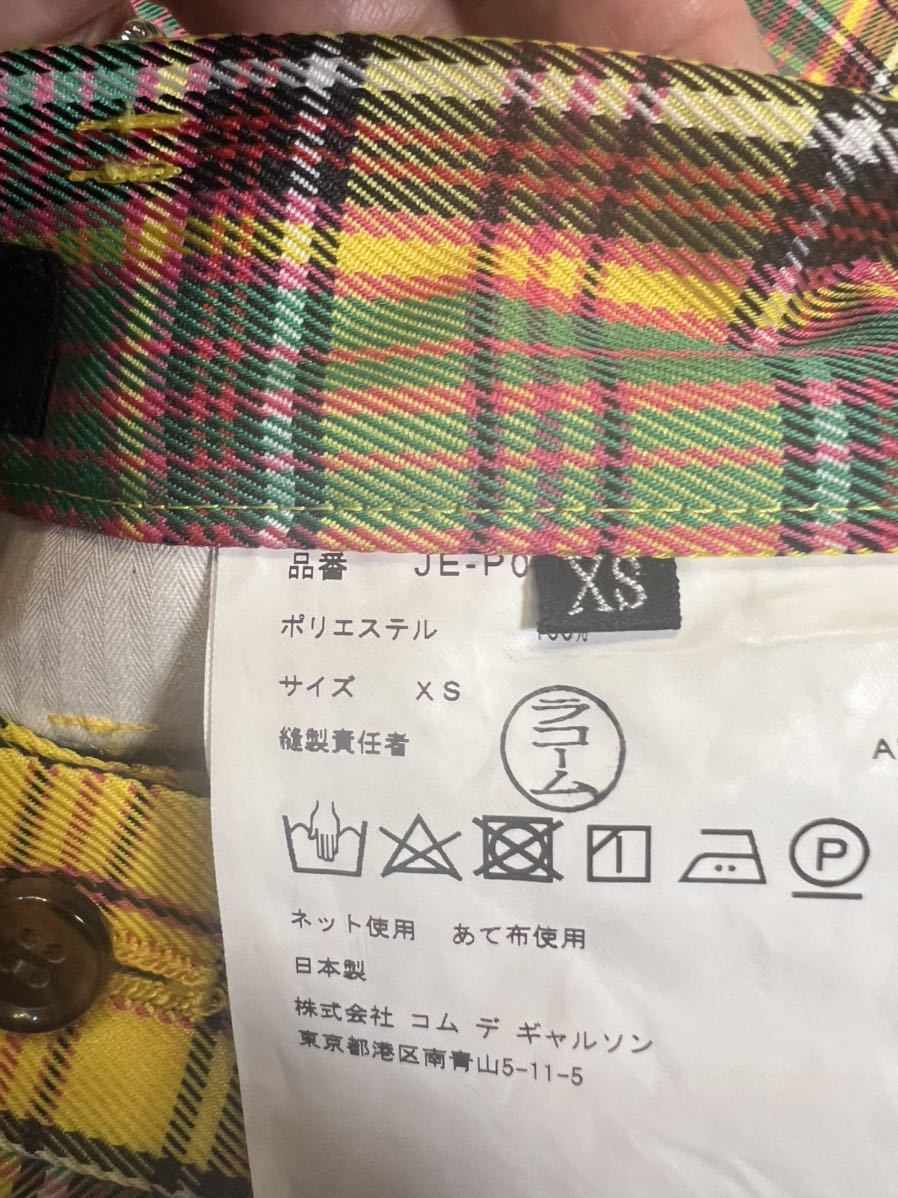 品番 JE-P0
XS
ポリエステル 100%
サイズ XS
縫製責任者 ラコーム
A
P
ネット使用 あて布使用
日本製
株式会社 コム デ ギャルソン
東京都港区南青山5-11-5